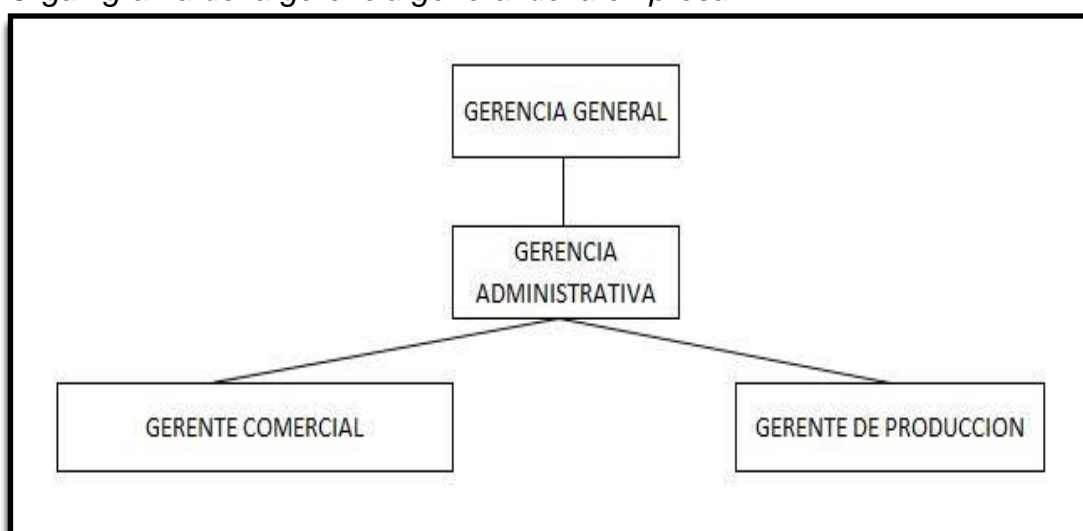 GERENCIA GENERAL
GERENCIA
ADMINISTRATIVA
GERENTE COMERCIAL
GERENTE DE PRODUCCION